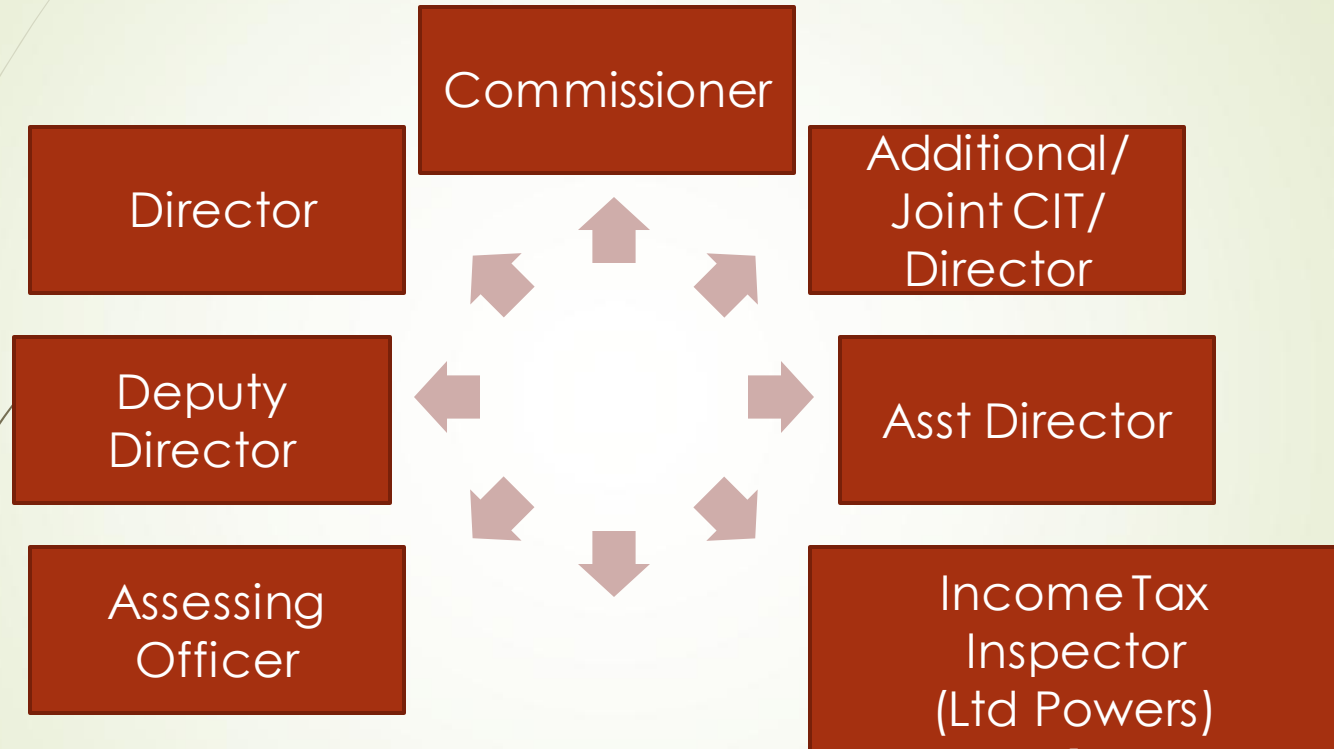 Commissioner
Director
Additional/
Joint CIT/
Director
Deputy
Director
Asst Director
Assessing
Officer
Income Tax
Inspector
(Ltd Powers)